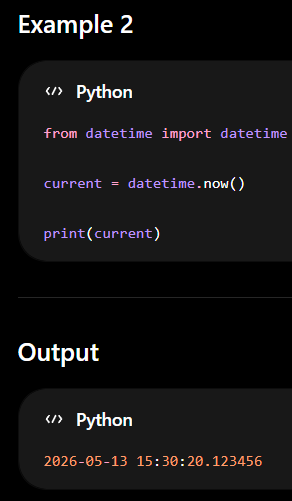 Example 2
</> Python
from datetime import datetime
current = datetime.now()
print(current)
Output
</> Python
2026-05-13 15:30:20.123456